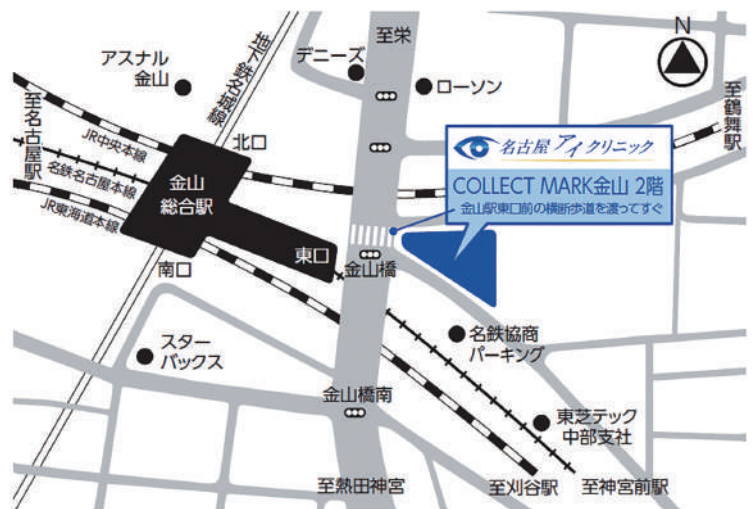 N
至栄
デニーズ
アスナル
金山
ローソン
地下鉄名城線
至名古屋駅
至鶴舞駅
JR中央本線
北口
名古屋アイクリニック
名鉄名古屋本線
金山
総合駅
COLLECT MARK金山 2階
金山駅東口前の横断歩道を渡ってすぐ
JR東海道本線
東口
南口
金山橋
スター
バックス
名鉄協商
パーキング
金山橋南
東芝テック
中部支社
至熱田神宮
至刈谷駅
至神宮前駅